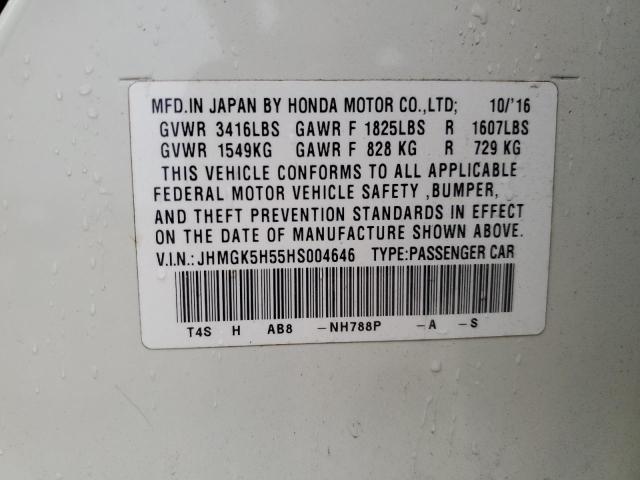 MFD.IN JAPAN BY HONDA MOTOR CO.,LTD; 10/'16
GVWR 3416LBS GAWR F 1825LBS R 1607LBS
GVWR 1549KG GAWR F 828 KG R 729 KG
THIS VEHICLE CONFORMS TO ALL APPLICABLE
FEDERAL MOTOR VEHICLE SAFETY ,BUMPER,
AND THEFT PREVENTION STANDARDS IN EFFECT
ON THE DATE OF MANUFACTURE SHOWN ABOVE.
V.I.N.:JHMGK5H55HS004646 TYPE:PASSENGER CAR
T4S H AB8 -NH788P -A -S